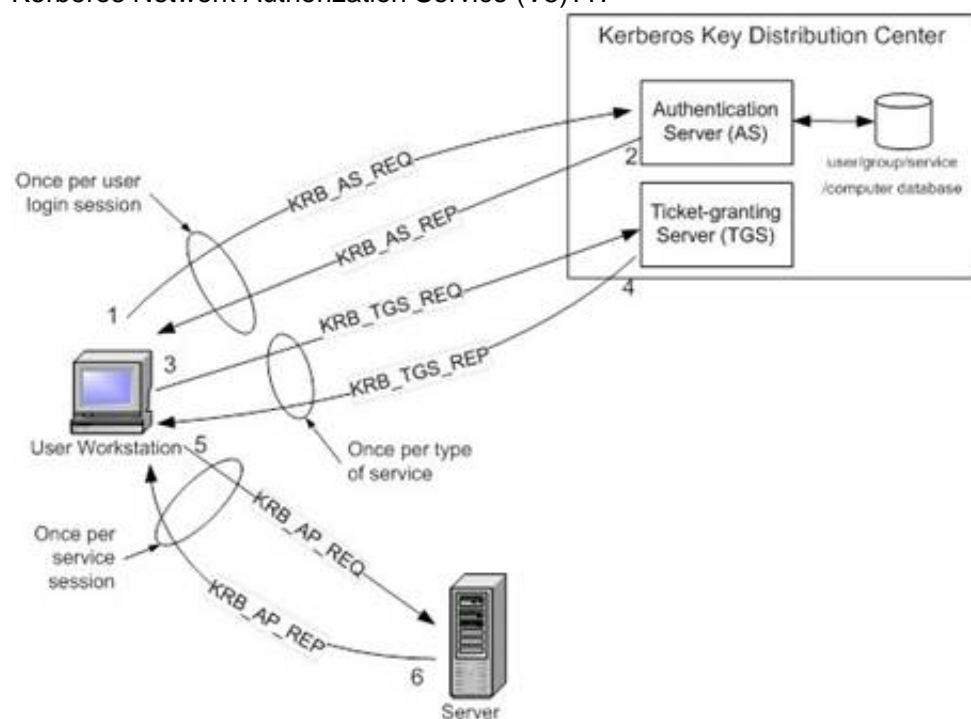 Kerberos Key Distribution Center
Authentication
Server (AS)
user/group/service
/computer database
Ticket-granting
Server (TGS)
Once per user
login session
KRB_AS_REQ
KRB_AS_REP
KRB_TGS_REQ
KRB_TGS_REP
1
2
3
4
User Workstation
5
Once per type
of service
Once per
service
session
KRB_AP_REQ
KRB_AP_REP
6
Server